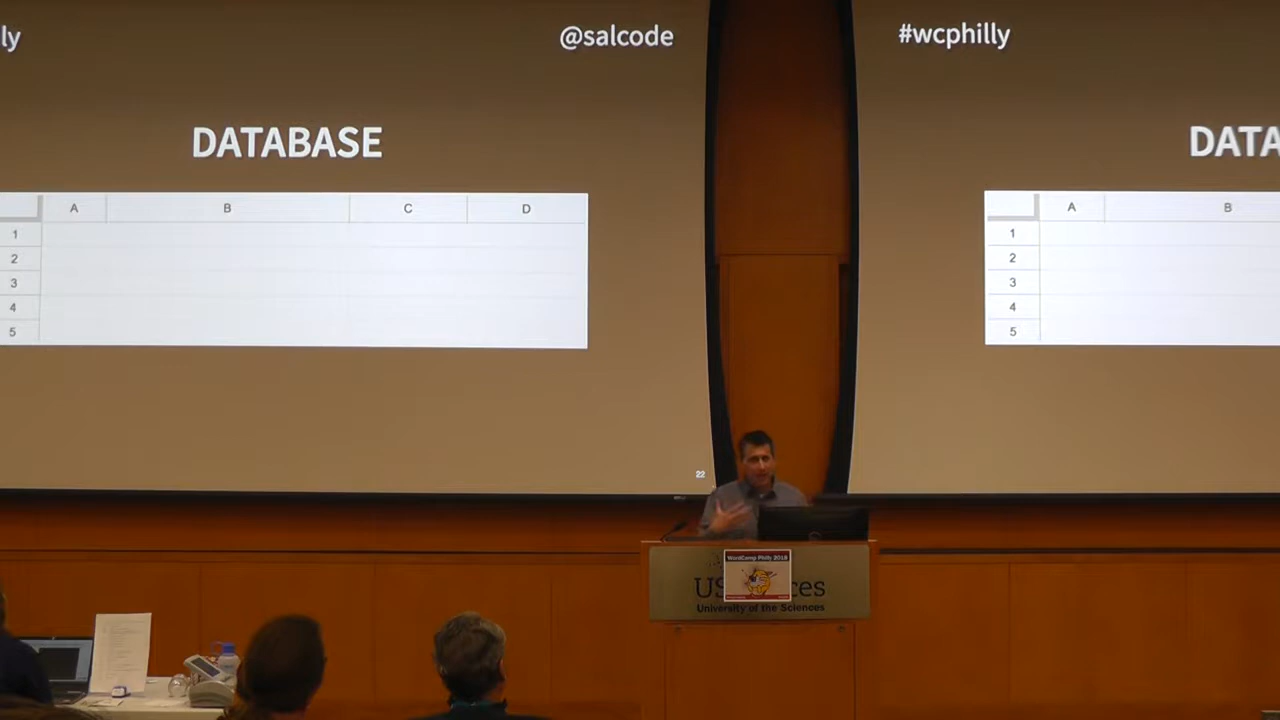 ly
@salcode
#wcphilly
DATABASE
DATA
A B C D
1
2
3
4
5
A B
1
2
3
4
5
22
WordCamp Philly 2018
US ces
University of the Sciences